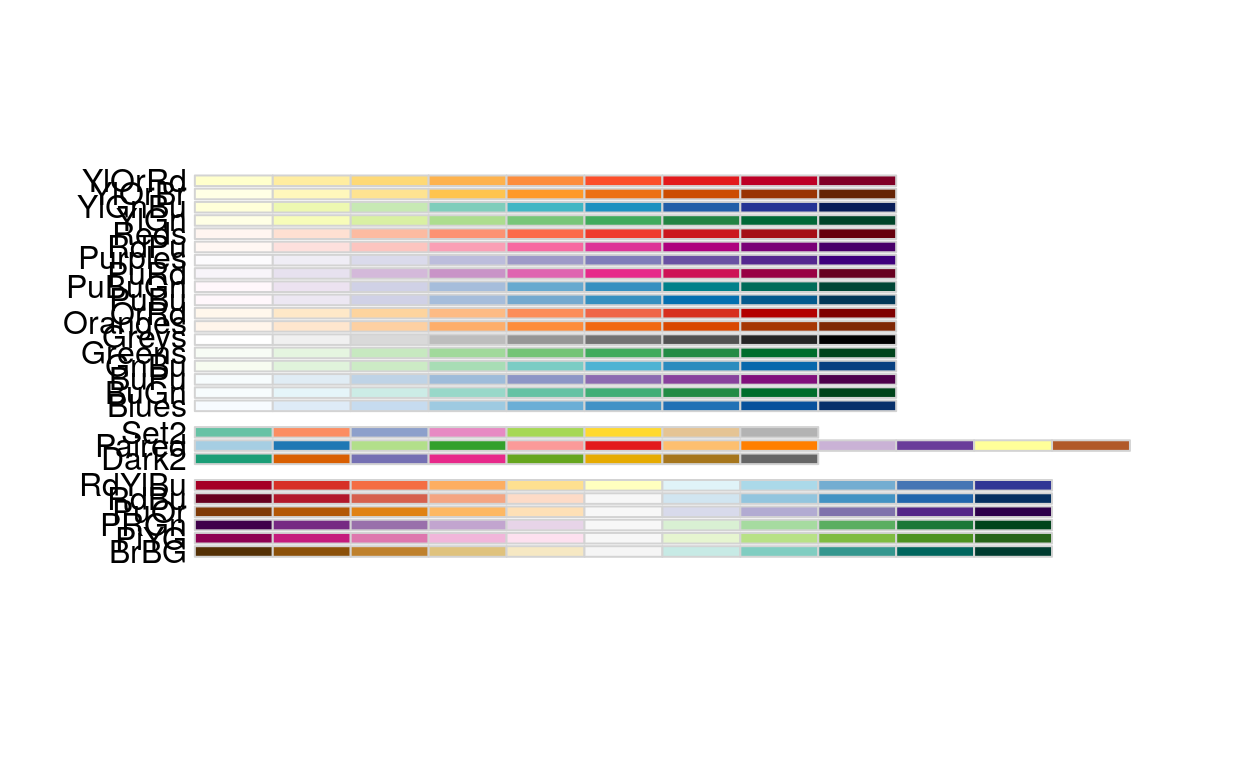 YlOrRd
YlOrBr
YlGnBu
YlGn
Reds
RdPu
Purples
PuRd
PuBuGn
PuBu
OrRd
Oranges
Greys
Greens
GnBu
BuPu
BuGn
Blues
Set2
Paired
Dark2
RdYlBu
RdBu
PuOr
PRGn
PiYG
BrBG